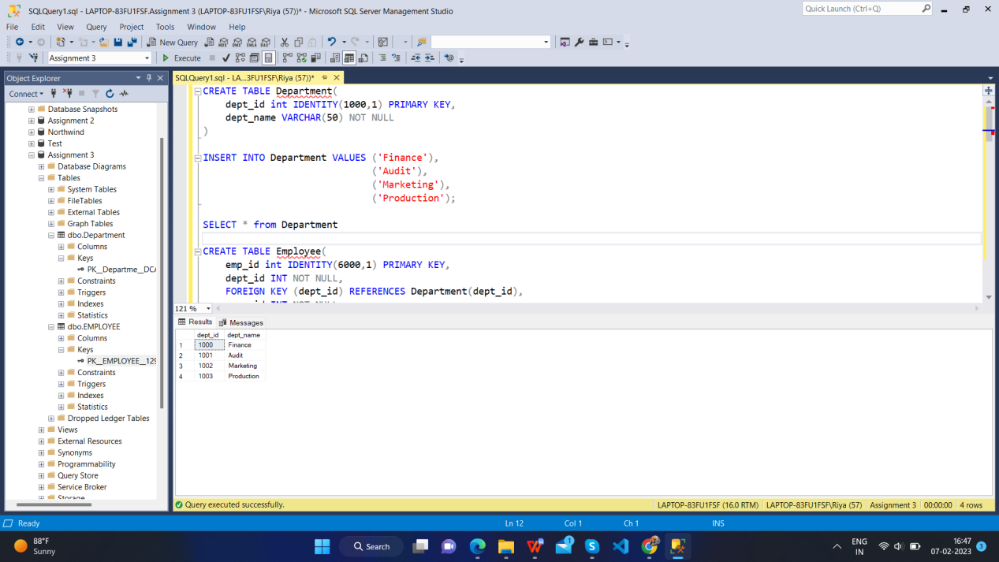 SQLQuery1.sql - LAPTOP-83FU1FSF.Assignment 3 (LAPTOP-83FU1FSF\Riya (57))* - Microsoft SQL Server Management Studio
Quick Launch (Ctrl+Q)
File Edit View Query Project Tools Window Help
New Query
Assignment 3 Execute
Object Explorer
Connect
Database Snapshots
Assignment 2
Northwind
Test
Assignment 3
Database Diagrams
Tables
System Tables
FileTables
External Tables
Graph Tables
dbo.Department
Columns
Keys
PK__Departme__DCA
Constraints
Triggers
Indexes
Statistics
dbo.EMPLOYEE
Columns
Keys
PK__EMPLOYEE__129
Constraints
Triggers
Indexes
Statistics
Dropped Ledger Tables
Views
External Resources
Synonyms
Programmability
Query Store
Service Broker
Storage
SQLQuery1.sql - LA...3FU1FSF\Riya (57))*
CREATE TABLE Department(
dept_id int IDENTITY(1000,1) PRIMARY KEY,
dept_name VARCHAR(50) NOT NULL
)
INSERT INTO Department VALUES ('Finance'),
('Audit'),
('Marketing'),
('Production');
SELECT * from Department
CREATE TABLE Employee(
emp_id int IDENTITY(6000,1) PRIMARY KEY,
dept_id INT NOT NULL,
FOREIGN KEY (dept_id) REFERENCES Department(dept_id),
121 %
Results Messages
dept_id dept_name
1 1000 Finance
2 1001 Audit
3 1002 Marketing
4 1003 Production
Query executed successfully. LAPTOP-83FU1FSF (16.0 RTM) LAPTOP-83FU1FSF\Riya (57) Assignment 3 00:00:00 4 rows
Ready Ln 12 Col 1 Ch 1 INS
88°F
Sunny
Search
1
ENG
IN
16:47
07-02-2023
3